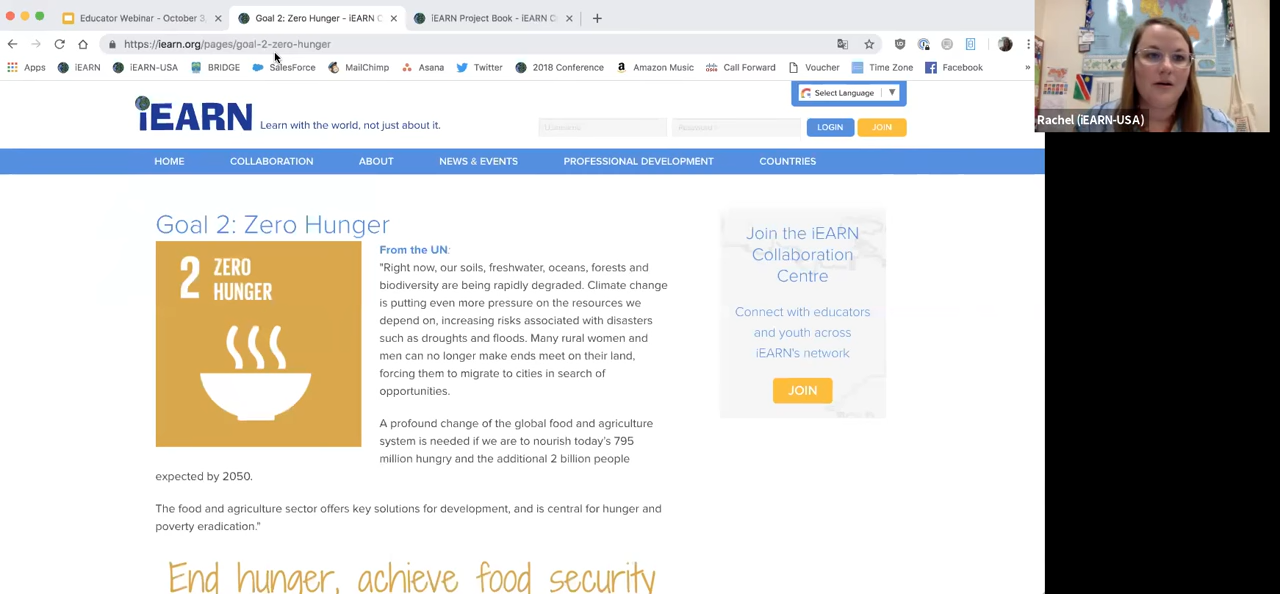 Educator Webinar - October 3,
Goal 2: Zero Hunger - iEARN C
iEARN Project Book - iEARN C
https://iearn.org/pages/goal-2-zero-hunger
Apps
iEARN
iEARN-USA
BRIDGE
SalesForce
MailChimp
Asana
Twitter
2018 Conference
Amazon Music
Call Forward
Voucher
Time Zone
Facebook
»
Rachel (iEARN-USA)
Select Language
iEARN
Learn with the world, not just about it.
LOGIN
JOIN
HOME
COLLABORATION
ABOUT
NEWS & EVENTS
PROFESSIONAL DEVELOPMENT
COUNTRIES
Goal 2: Zero Hunger
2 ZERO
HUNGER
From the UN:
"Right now, our soils, freshwater, oceans, forests and
biodiversity are being rapidly degraded. Climate change
is putting even more pressure on the resources we
depend on, increasing risks associated with disasters
such as droughts and floods. Many rural women and
men can no longer make ends meet on their land,
forcing them to migrate to cities in search of
opportunities.
A profound change of the global food and agriculture
system is needed if we are to nourish today's 795
million hungry and the additional 2 billion people
expected by 2050.
The food and agriculture sector offers key solutions for development, and is central for hunger and
poverty eradication."
End hunger, achieve food security
Join the iEARN
Collaboration
Centre
Connect with educators
and youth across
iEARN's network
JOIN